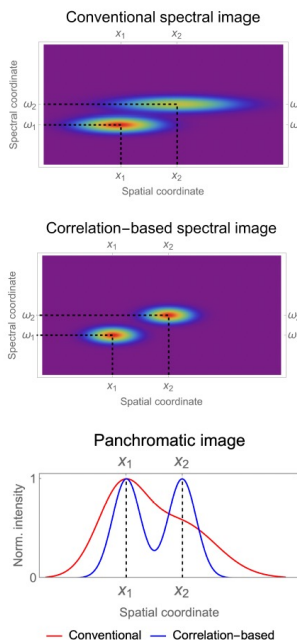 Conventional spectral image
x₁ x₂
Spectral coordinate
ω₂ ω
ω₁ ω
x₁ x₂
Spatial coordinate
Correlation-based spectral image
x₁ x₂
Spectral coordinate
ω₂ ω
ω₁ ω
x₁ x₂
Spatial coordinate
Panchromatic image
x₁ x₂
Norm. intensity
1
0
x₁ x₂
Spatial coordinate
Conventional Correlation-based